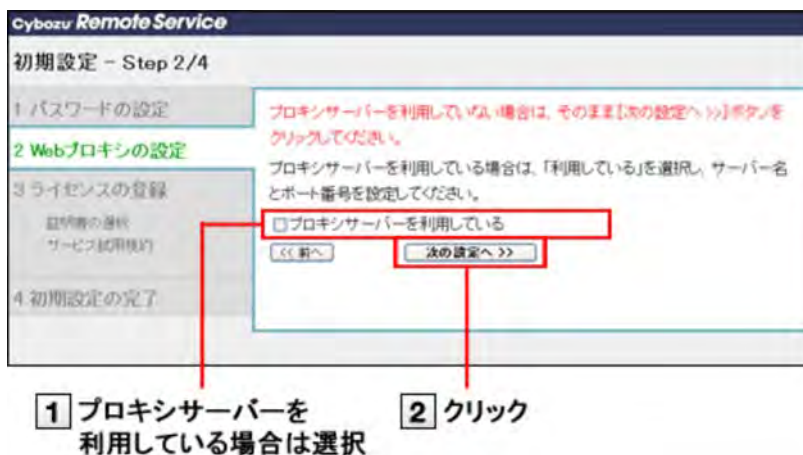 Cybozu Remote Service
初期設定 - Step 2/4
1 パスワードの設定
2 Webプロキシの設定
3 ライセンスの登録
証明書の選択
サービス試用規約
4 初期設定の完了
プロキシサーバーを利用していない場合は、そのまま[次の設定へ >>]ボタンを
クリックしてください。
プロキシサーバーを利用している場合は、「利用している」を選択し、サーバー名
とポート番号を設定してください。
プロキシサーバーを利用している
<< 前へ 次の設定へ >>
1 プロキシサーバーを
利用している場合は選択
2 クリック